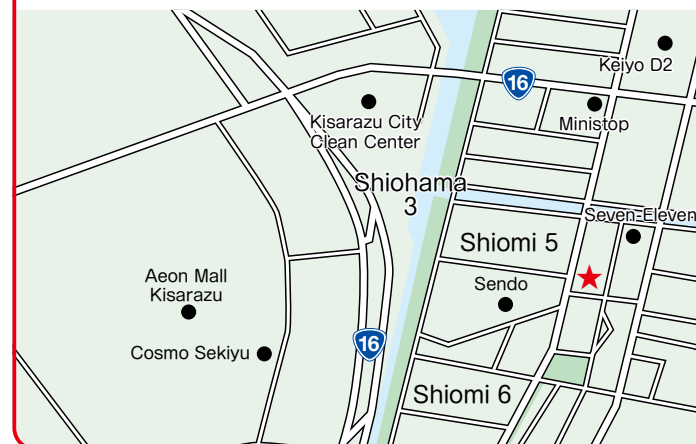 Keiyo D2
16
Ministop
Kisarazu City
Clean Center
Shiohama
3
Seven-Eleven
Shiomi 5
Aeon Mall
Kisarazu
Sendo
16
Cosmo Sekiyu
Shiomi 6